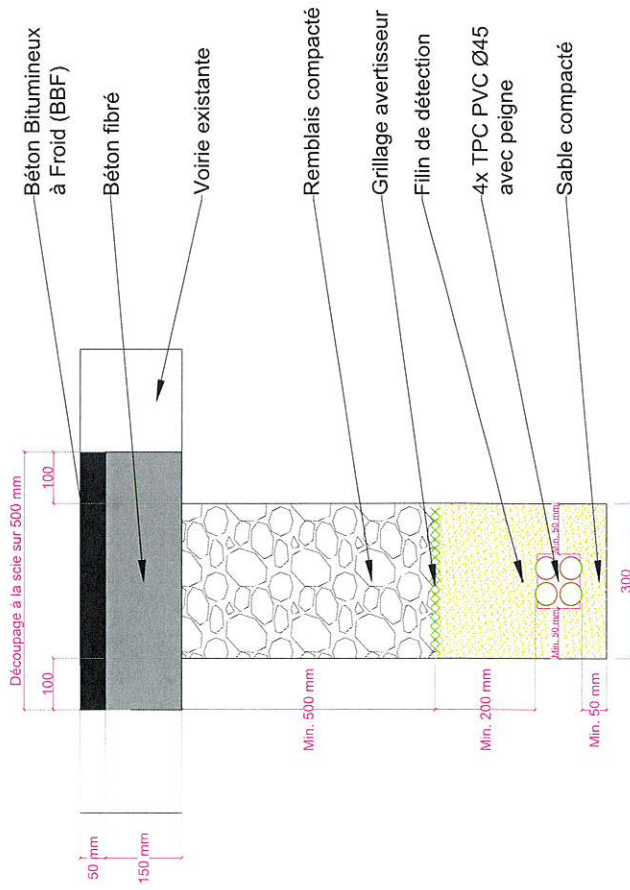 Découpage à la scie sur 500 mm
100
100
50 mm
150 mm
Min. 500 mm
Min. 200 mm
Min. 50 mm
Min. 50 mm
Min. 50 mm
300
Béton Bitumineux
à Froid (BBF)
Béton fibré
Voirie existante
Remblais compacté
Grillage avertisseur
Filin de détection
4x TPC PVC Ø45
avec peigne
Sable compacté